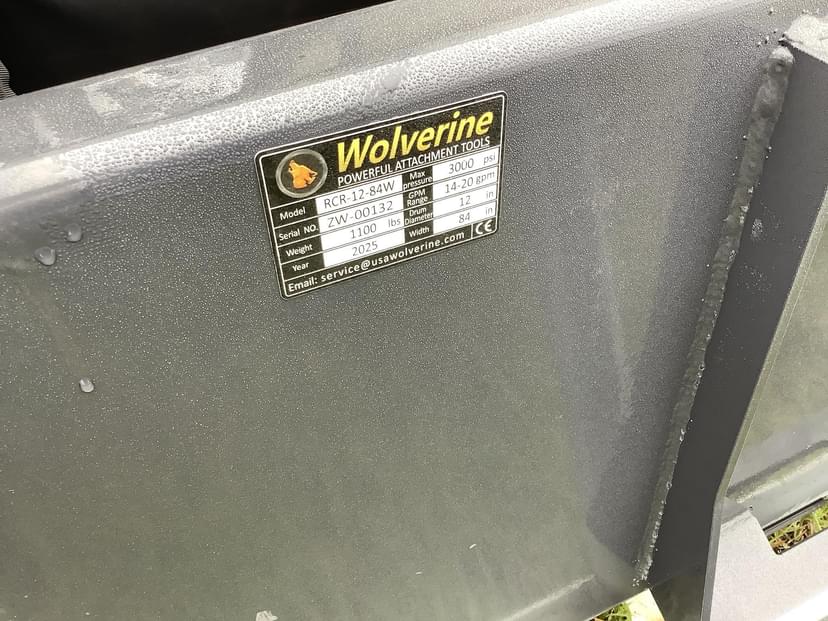 Wolverine
POWERFUL ATTACHMENT TOOLS
Model RCR-12-84W Max pressure 3000 psi
Serial NO. ZW-00132 GPM Range 14-20 gpm
Weight 1100 lbs Drum Diameter 12 in
Year 2025 Width 84 in
Email: service@usawolverine.com CE